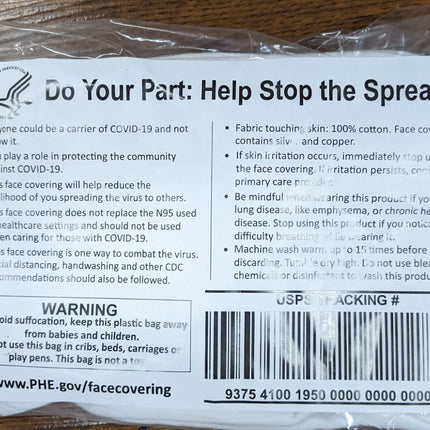 Do Your Part: Help Stop the Sprea
yone could be a carrier of COVID-19 and not
ow it.
u play a role in protecting the community
inst COVID-19.
s face covering will help reduce the
lihood of you spreading the virus to others.
s face covering does not replace the N95 used
healthcare settings and should not be used
en caring for those with COVID-19.
s face covering is one way to combat the virus.
cial distancing, handwashing and other CDC
ommendations should also be followed.
• Fabric touching skin: 100% cotton. Face cov
contains silver and copper.
• If skin irritation occurs, immediately stop u
the face covering. If irritation persists, cons
primary care provider.
• Be mindful when wearing this product if yo
lung disease, like emphysema, or chronic he
disease. Stop using this product if you notic
difficulty breathing while wearing it.
• Machine wash warm up to 15 times before
discarding. Tumble dry high. Do not use blea
chemicals or disinfectant to wash this produ
WARNING
oid suffocation, keep this plastic bag away
from babies and children.
ot use this bag in cribs, beds, carriages or
play pens. This bag is not a toy.
www.PHE.gov/facecovering
USPS TRACKING #
9375 4100 1950 0000 0000 0000